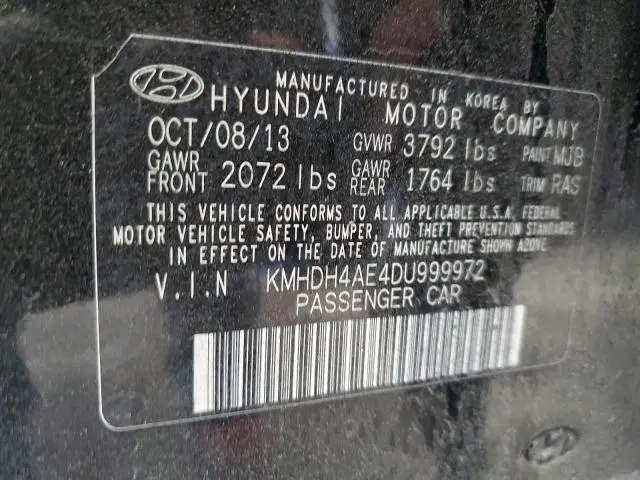 MANUFACTURED IN KOREA BY
HYUNDAI MOTOR COMPANY
OCT/08/13 GVWR 3792 lbs PAINT MJB
GAWR FRONT 2072 lbs GAWR REAR 1764 lbs TRIM RAS
THIS VEHICLE CONFORMS TO ALL APPLICABLE U.S.A. FEDERAL
MOTOR VEHICLE SAFETY, BUMPER, AND THEFT PREVENTION STANDARDS
IN EFFECT ON THE DATE OF MANUFACTURE SHOWN ABOVE
V.I.N KMHDH4AE4DU999972
PASSENGER CAR